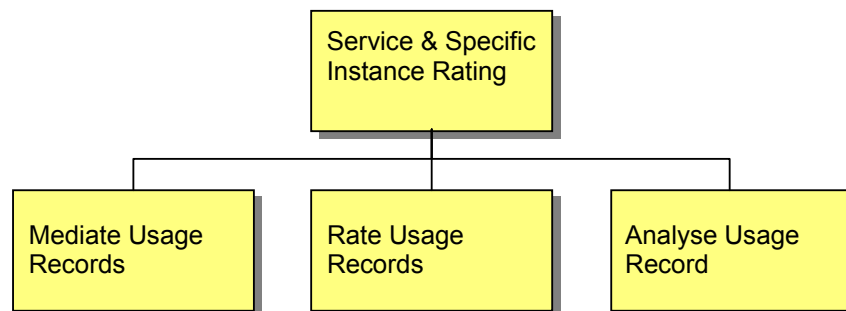 Service & Specific
Instance Rating
Mediate Usage
Records
Rate Usage
Records
Analyse Usage
Record